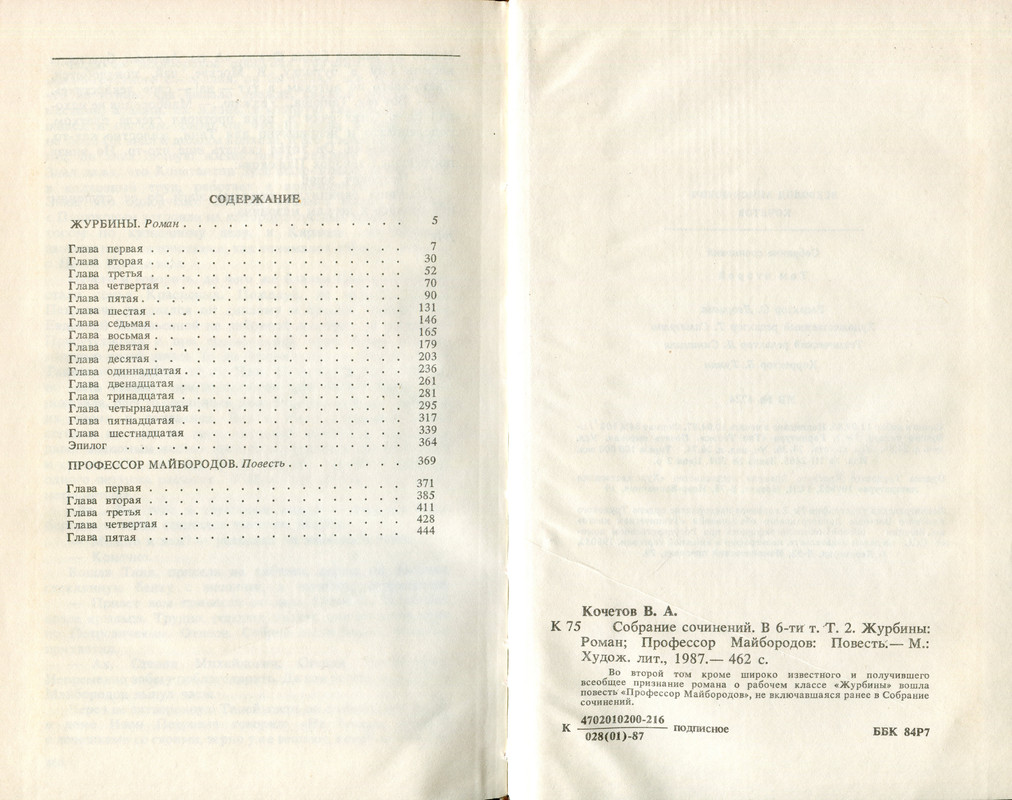 СОДЕРЖАНИЕ
ЖУРБИНЫ. Роман . . . . . . . . . . . . . . . 5
Глава первая . . . . . . . . . . . . . . . . . 7
Глава вторая . . . . . . . . . . . . . . . . . 30
Глава третья . . . . . . . . . . . . . . . . . 52
Глава четвертая . . . . . . . . . . . . . . . . 70
Глава пятая . . . . . . . . . . . . . . . . . . 90
Глава шестая . . . . . . . . . . . . . . . . . 131
Глава седьмая . . . . . . . . . . . . . . . . . 146
Глава восьмая . . . . . . . . . . . . . . . . . 165
Глава девятая . . . . . . . . . . . . . . . . . 179
Глава десятая . . . . . . . . . . . . . . . . . 203
Глава одиннадцатая . . . . . . . . . . . . . . . 236
Глава двенадцатая . . . . . . . . . . . . . . . 261
Глава тринадцатая . . . . . . . . . . . . . . . 281
Глава четырнадцатая . . . . . . . . . . . . . . 295
Глава пятнадцатая . . . . . . . . . . . . . . . 317
Глава шестнадцатая . . . . . . . . . . . . . . 339
Эпилог . . . . . . . . . . . . . . . . . . . 364
ПРОФЕССОР МАЙБОРОДОВ. Повесть . . . . . . . . 369
Глава первая . . . . . . . . . . . . . . . . . 371
Глава вторая . . . . . . . . . . . . . . . . . 385
Глава третья . . . . . . . . . . . . . . . . . 411
Глава четвертая . . . . . . . . . . . . . . . . 428
Глава пятая . . . . . . . . . . . . . . . . . 444
Кочетов В. А.
К 75 Собрание сочинений. В 6-ти т. Т. 2. Журбины:
Роман; Профессор Майбородов: Повесть.— М.:
Худож. лит., 1987.— 462 с.
Во второй том кроме широко известного и получившего
всеобщее признание романа о рабочем классе «Журбины» вошла
повесть «Профессор Майбородов», не включавшаяся ранее в Собрание
сочинений.
К 4702010200-216 подписное ББК 84Р7
028(01)-87